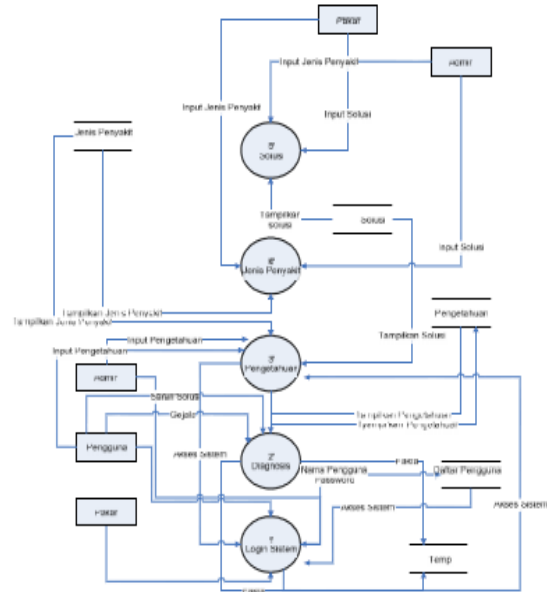 Pakar
Admin
Input Jenis Penyakit
Input Jenis Penyakit
Input Solusi
Jenis Penyakit
Solusi
Tampilkan
solusi
Solusi
Input Solusi
Jenis Penyakit
Tampilkan Jenis Penyakit
Tampilkan Jenis Penyakit
Pengetahuan
Input Pengetahuan
Tampilkan Solusi
Input Pengetahuan
3
Pengetahuan
Admin
Solusi
Gejala
Tampilkan Pengetahuan
Tampilkan Pengetahuan
Pengguna
Akses Sistem
2
Diagnosis
Nama Pengguna
Password
Fakta
Daftar Pengguna
Pakar
Akses Sistem
Akses Sistem
1
Login Sistem
Temp